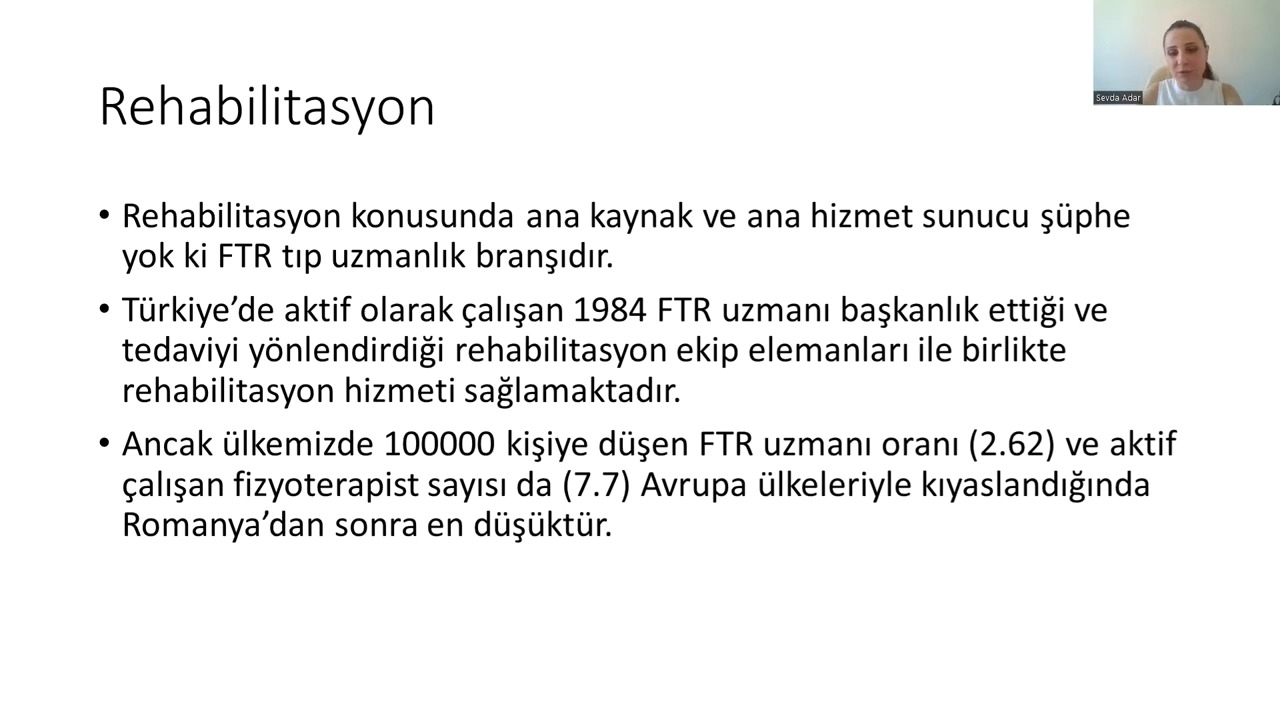 Sevda Adar
Rehabilitasyon
• Rehabilitasyon konusunda ana kaynak ve ana hizmet sunucu şüphe
yok ki FTR tıp uzmanlık branşıdır.
• Türkiye’de aktif olarak çalışan 1984 FTR uzmanı başkanlık ettiği ve
tedaviyi yönlendirdiği rehabilitasyon ekip elemanları ile birlikte
rehabilitasyon hizmeti sağlamaktadır.
• Ancak ülkemizde 100000 kişiye düşen FTR uzmanı oranı (2.62) ve aktif
çalışan fizyoterapist sayısı da (7.7) Avrupa ülkeleriyle kıyaslandığında
Romanya’dan sonra en düşüktür.